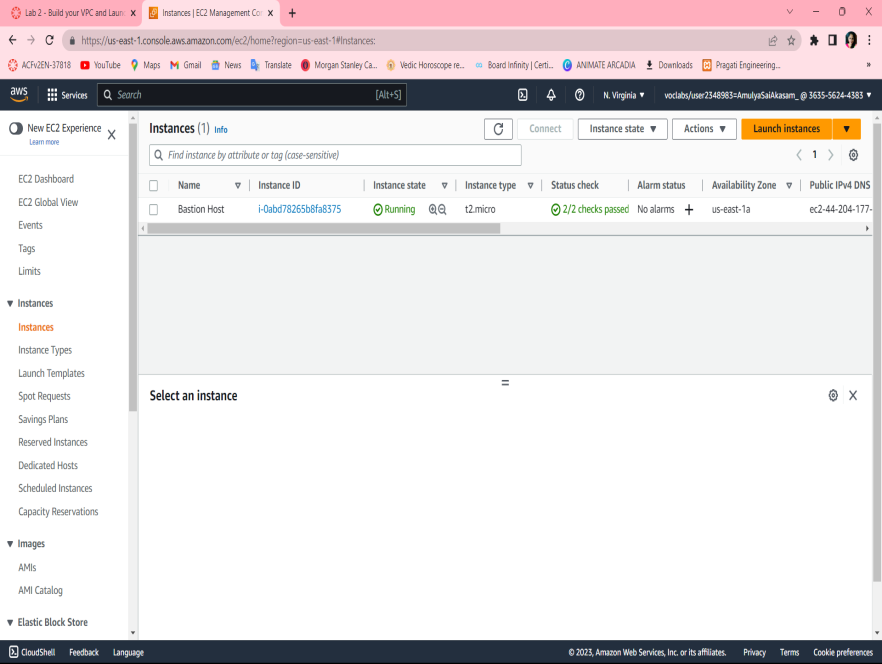 Lab 2 - Build your VPC and Laun
Instances | EC2 Management Con
https://us-east-1.console.aws.amazon.com/ec2/home?region=us-east-1#Instances:
ACFv2EN-37818 YouTube Maps Gmail News Translate Morgan Stanley Ca... Vedic Horoscope re... Board Infinity | Certi... ANIMATE ARCADIA Downloads Pragati Engineering... »
aws Services Search [Alt+S] N. Virginia ▼ voclabs/user2348983=AmulyaSaiAkasam_ @ 3635-5624-4383 ▼
New EC2 Experience
Learn more
EC2 Dashboard
EC2 Global View
Events
Tags
Limits
Instances
Instances
Instance Types
Launch Templates
Spot Requests
Savings Plans
Reserved Instances
Dedicated Hosts
Scheduled Instances
Capacity Reservations
Images
AMIs
AMI Catalog
Elastic Block Store
Instances (1) Info
Connect Instance state ▼ Actions ▼ Launch instances ▼
Find instance by attribute or tag (case-sensitive)
1
Name Instance ID Instance state Instance type Status check Alarm status Availability Zone Public IPv4 DNS
Bastion Host i-0abd78265b8fa8375 Running t2.micro 2/2 checks passed No alarms + us-east-1a ec2-44-204-177-
Select an instance
CloudShell Feedback Language © 2023, Amazon Web Services, Inc. or its affiliates. Privacy Terms Cookie preferences